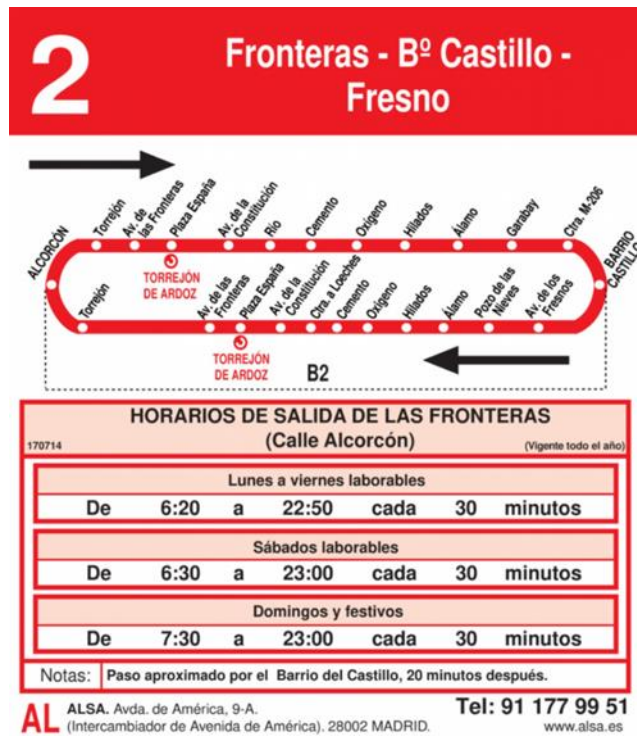 2
Fronteras - Bº Castillo -
Fresno
ALCORCÓN
Torrejón
Av. de
las Fronteras
Plaza España
TORREJÓN
DE ARDOZ
Av. de la
Constitución
Río
Cemento
Oxígeno
Hilados
Álamo
Garabay
Ctra. M-206
BARRIO
CASTILLO
Torrejón
Av. de las
Fronteras
Plaza España
TORREJÓN
DE ARDOZ
Av. de la
Constitución
Ctra. a Loeches
Cemento
Oxígeno
Hilados
Álamo
Pozo de las
Nieves
Av. de los
Fresnos
B2
HORARIOS DE SALIDA DE LAS FRONTERAS
170714 (Calle Alcorcón) (Vigente todo el año)
Lunes a viernes laborables
De 6:20 a 22:50 cada 30 minutos
Sábados laborables
De 6:30 a 23:00 cada 30 minutos
Domingos y festivos
De 7:30 a 23:00 cada 30 minutos
Notas: Paso aproximado por el Barrio del Castillo, 20 minutos después.
AL ALSA. Avda. de América, 9-A. Tel: 91 177 99 51
(Intercambiador de Avenida de América). 28002 MADRID. www.alsa.es